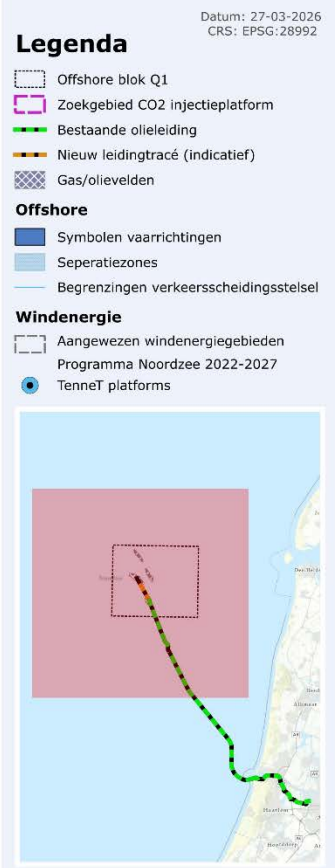 Datum: 27-03-2026
CRS: EPSG:28992
Legenda
Offshore blok Q1
Zoekgebied CO2 injectieplatform
Bestaande olieleiding
Nieuw leidingtracé (indicatief)
Gas/olievelden
Offshore
Symbolen vaarrichtingen
Seperatiezones
Begrenzingen verkeersscheidingsstelsel
Windenergie
Aangewezen windenergiegebieden
Programma Noordzee 2022-2027
TenneT platforms
Haarlem